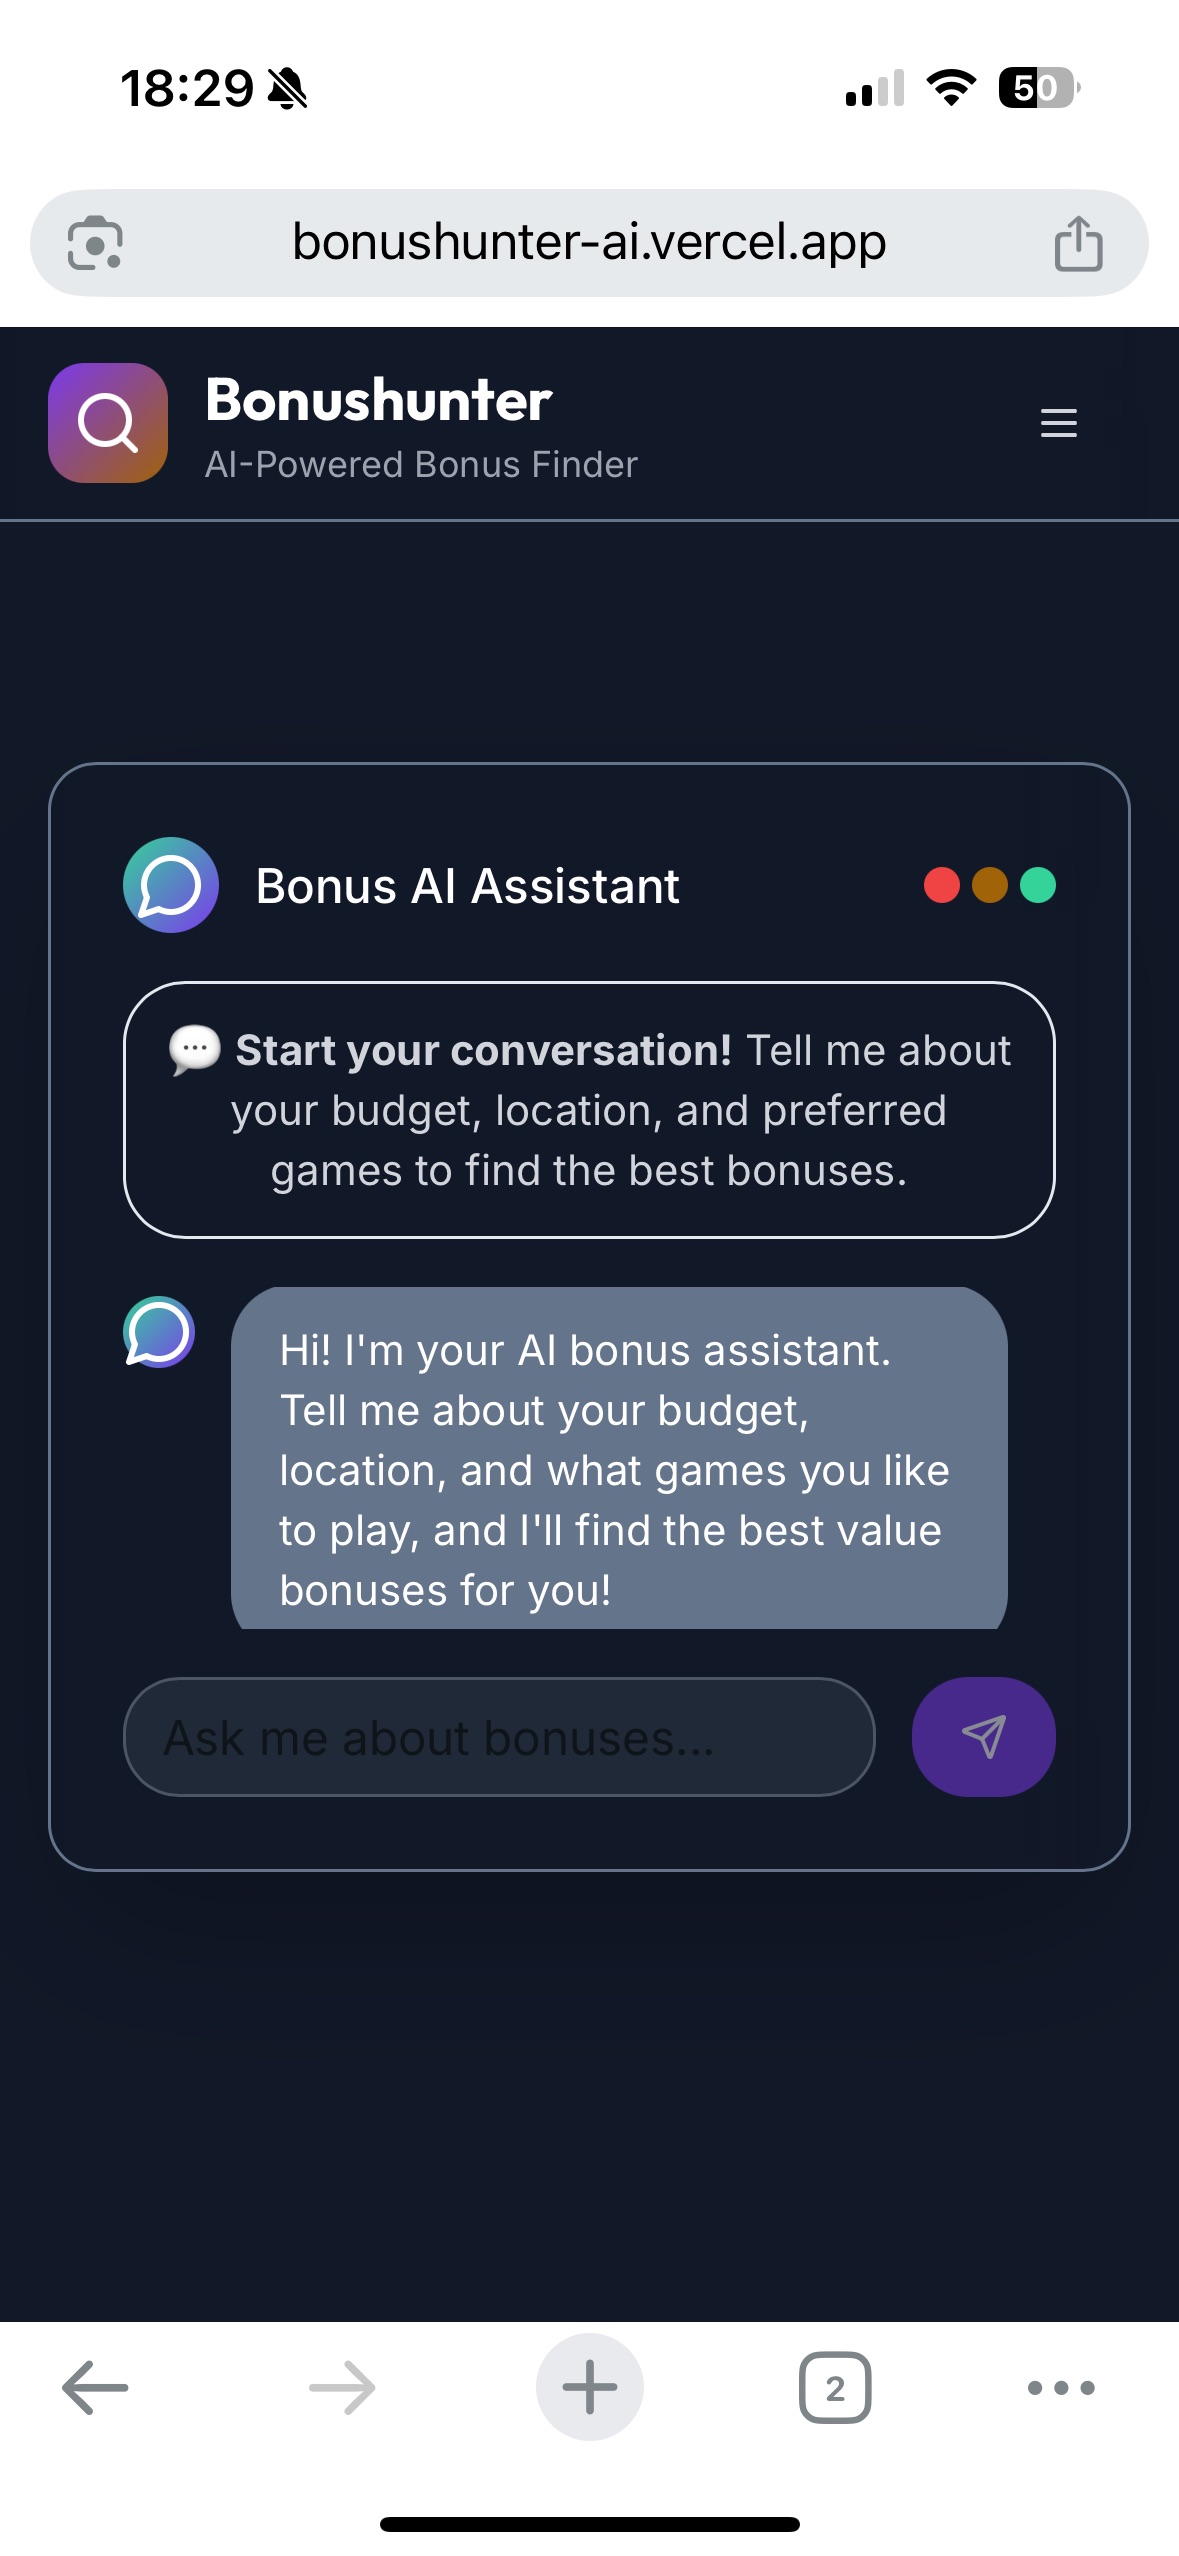 18:29
50
bonushunter-ai.vercel.app
Bonushunter
AI-Powered Bonus Finder
Bonus AI Assistant
💬 Start your conversation! Tell me about
your budget, location, and preferred
games to find the best bonuses.
Hi! I'm your AI bonus assistant.
Tell me about your budget,
location, and what games you like
to play, and I'll find the best value
bonuses for you!
Ask me about bonuses...
2